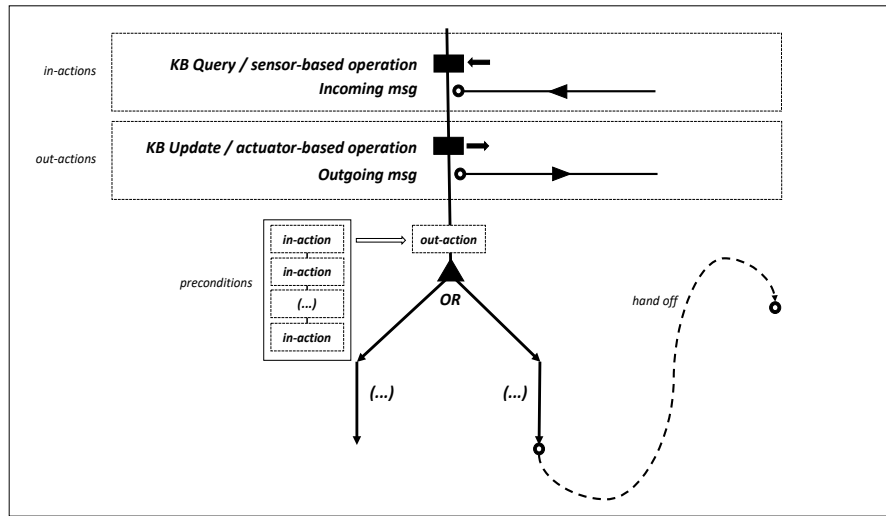 in-actions
KB Query / sensor-based operation
Incoming msg
out-actions
KB Update / actuator-based operation
Outgoing msg
preconditions
in-action
in-action
(...)
in-action
out-action
OR
(...)
(...)
hand off